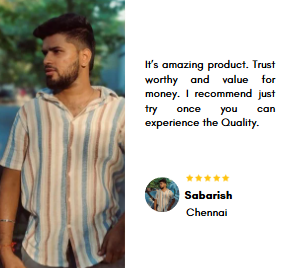 It's amazing product. Trust
worthy and value for
money. I recommend just
try once you can
experience the Quality.
Sabarish
Chennai